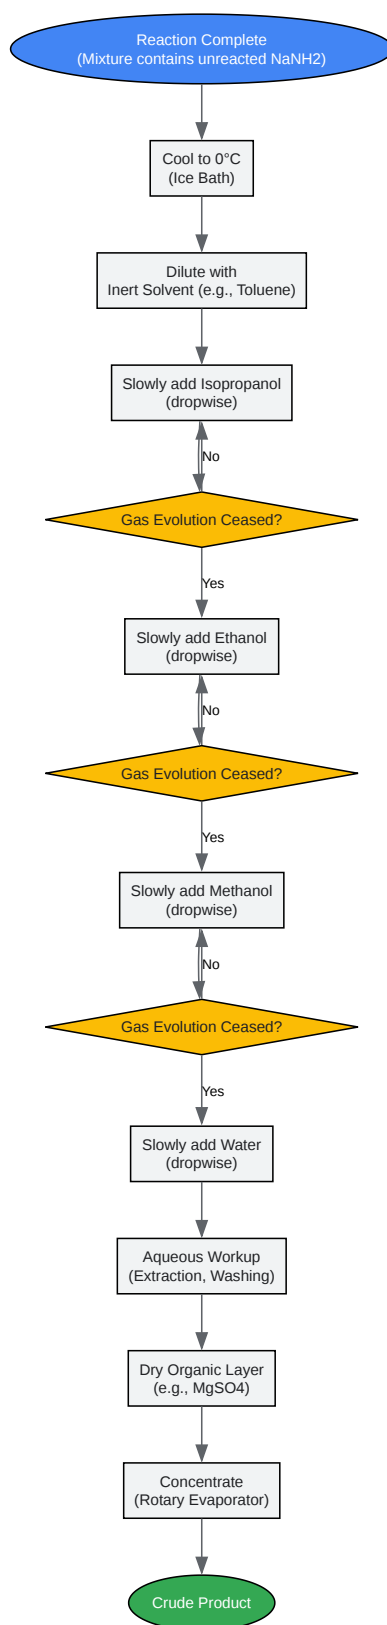 Reaction Complete
(Mixture contains unreacted NaNH2)
Cool to 0°C
(Ice Bath)
Dilute with
Inert Solvent (e.g., Toluene)
Slowly add Isopropanol
(dropwise)
No
Gas Evolution Ceased?
Yes
Slowly add Ethanol
(dropwise)
No
Gas Evolution Ceased?
Yes
Slowly add Methanol
(dropwise)
No
Gas Evolution Ceased?
Yes
Slowly add Water
(dropwise)
Aqueous Workup
(Extraction, Washing)
Dry Organic Layer
(e.g., MgSO4)
Concentrate
(Rotary Evaporator)
Crude Product